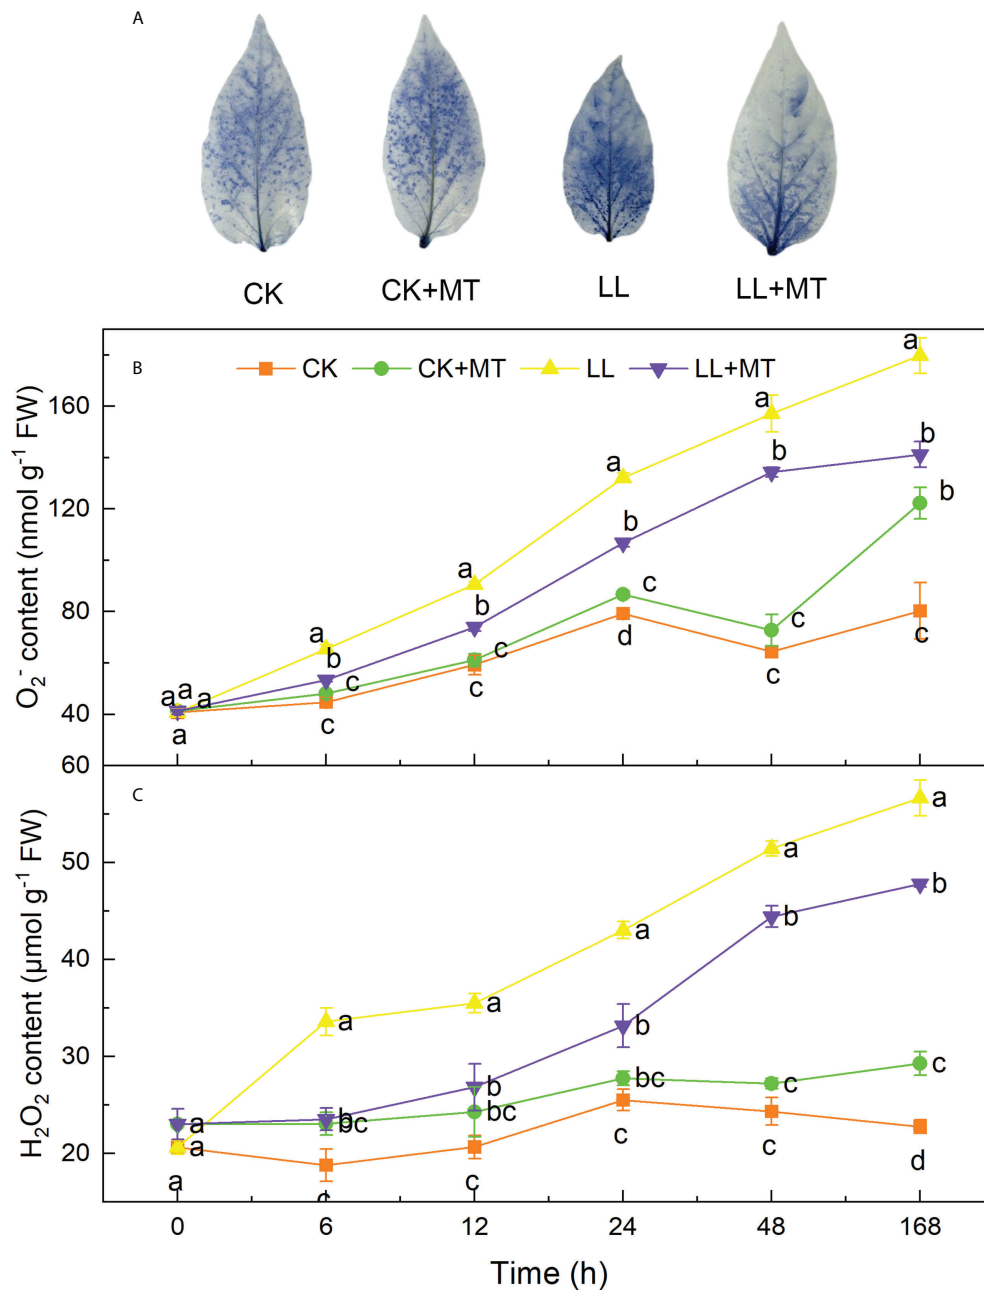 A
CK
CK+MT
LL
LL+MT
B
CK
CK+MT
LL
LL+MT
O₂⁻ content (nmol g⁻¹ FW)
160
120
80
40
a a a
a
a
b
c
c
a
b
c
c
a
b
c
d
a
b
c
c
a
b
b
c
C
H₂O₂ content (µmol g⁻¹ FW)
60
50
40
30
20
a
a
a
a
bc
c
a
b
bc
c
a
b
bc
c
a
b
c
c
a
b
c
d
0 6 12 24 48 168
Time (h)